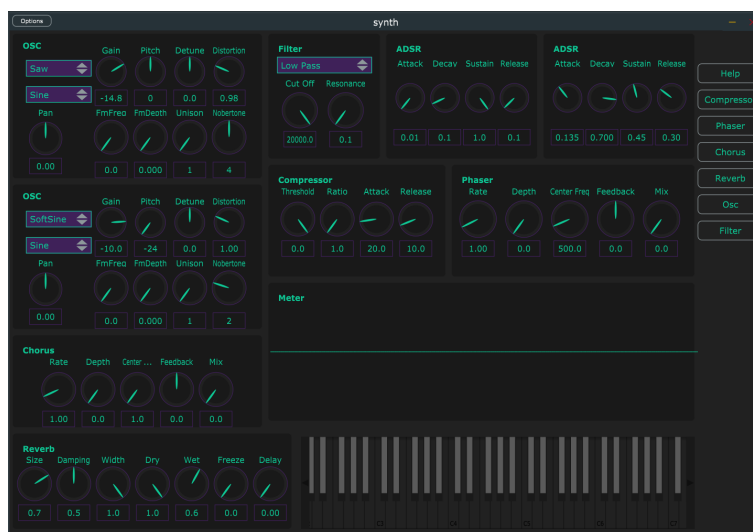 Options
synth
OSC
Gain Pitch Detune Distortion
Saw
Sine
-14.8 0 0.0 0.98
Pan FmFreq FmDepth Unison Nobertone
0.00 0.0 0.000 1 4
OSC
Gain Pitch Detune Distortion
SoftSine
Sine
-10.0 -24 0.0 1.00
Pan FmFreq FmDepth Unison Nobertone
0.00 0.0 0.000 1 2
Chorus
Rate Depth Center ... Feedback Mix
1.00 0.0 1.0 0.0 0.0
Reverb
Size Damping Width Dry Wet Freeze Delay
0.7 0.5 1.0 1.0 0.6 0.0 0.00
Filter
Low Pass
Cut Off Resonance
20000.0 0.1
ADSR
Attack Decay Sustain Release
0.01 0.1 1.0 0.1
ADSR
Attack Decay Sustain Release
0.135 0.700 0.45 0.30
Compressor
Threshold Ratio Attack Release
0.0 1.0 20.0 10.0
Phaser
Rate Depth Center Freq Feedback Mix
1.00 0.0 500.0 0.0 0.0
Meter
C3 C4 C5 C6 C7
Help
Compresso
Phaser
Chorus
Reverb
Osc
Filter